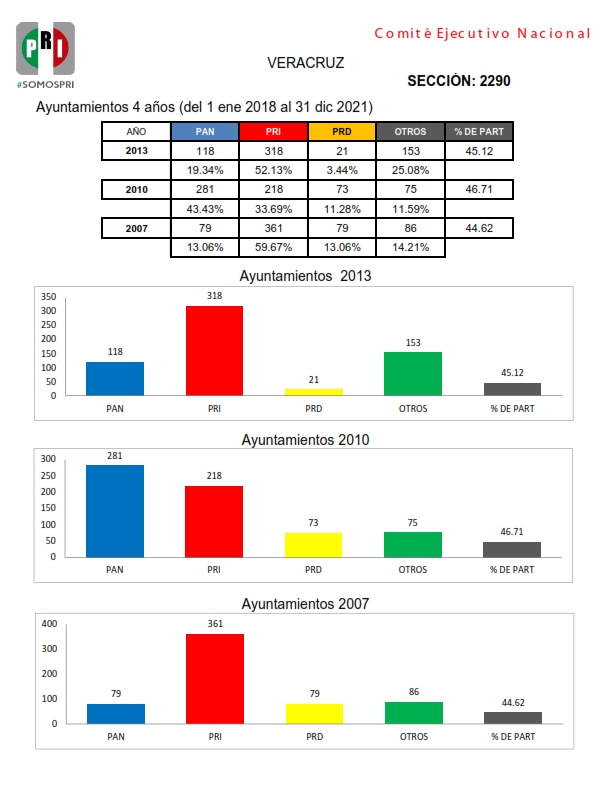 Comité Ejecutivo Nacional
PRI
#SOMOSPRI
VERACRUZ
SECCIÓN: 2290
Ayuntamientos 4 años (del 1 ene 2018 al 31 dic 2021)
AÑO PAN PRI PRD OTROS % DE PART
2013 118 318 21 153 45.12
19.34% 52.13% 3.44% 25.08%
2010 281 218 73 75 46.71
43.43% 33.69% 11.28% 11.59%
2007 79 361 79 86 44.62
13.06% 59.67% 13.06% 14.21%
Ayuntamientos 2013
350
300
250
200
150
100
50
0
118 318 21 153 45.12
PAN PRI PRD OTROS % DE PART
Ayuntamientos 2010
300
250
200
150
100
50
0
281 218 73 75 46.71
PAN PRI PRD OTROS % DE PART
Ayuntamientos 2007
400
300
200
100
0
79 361 79 86 44.62
PAN PRI PRD OTROS % DE PART